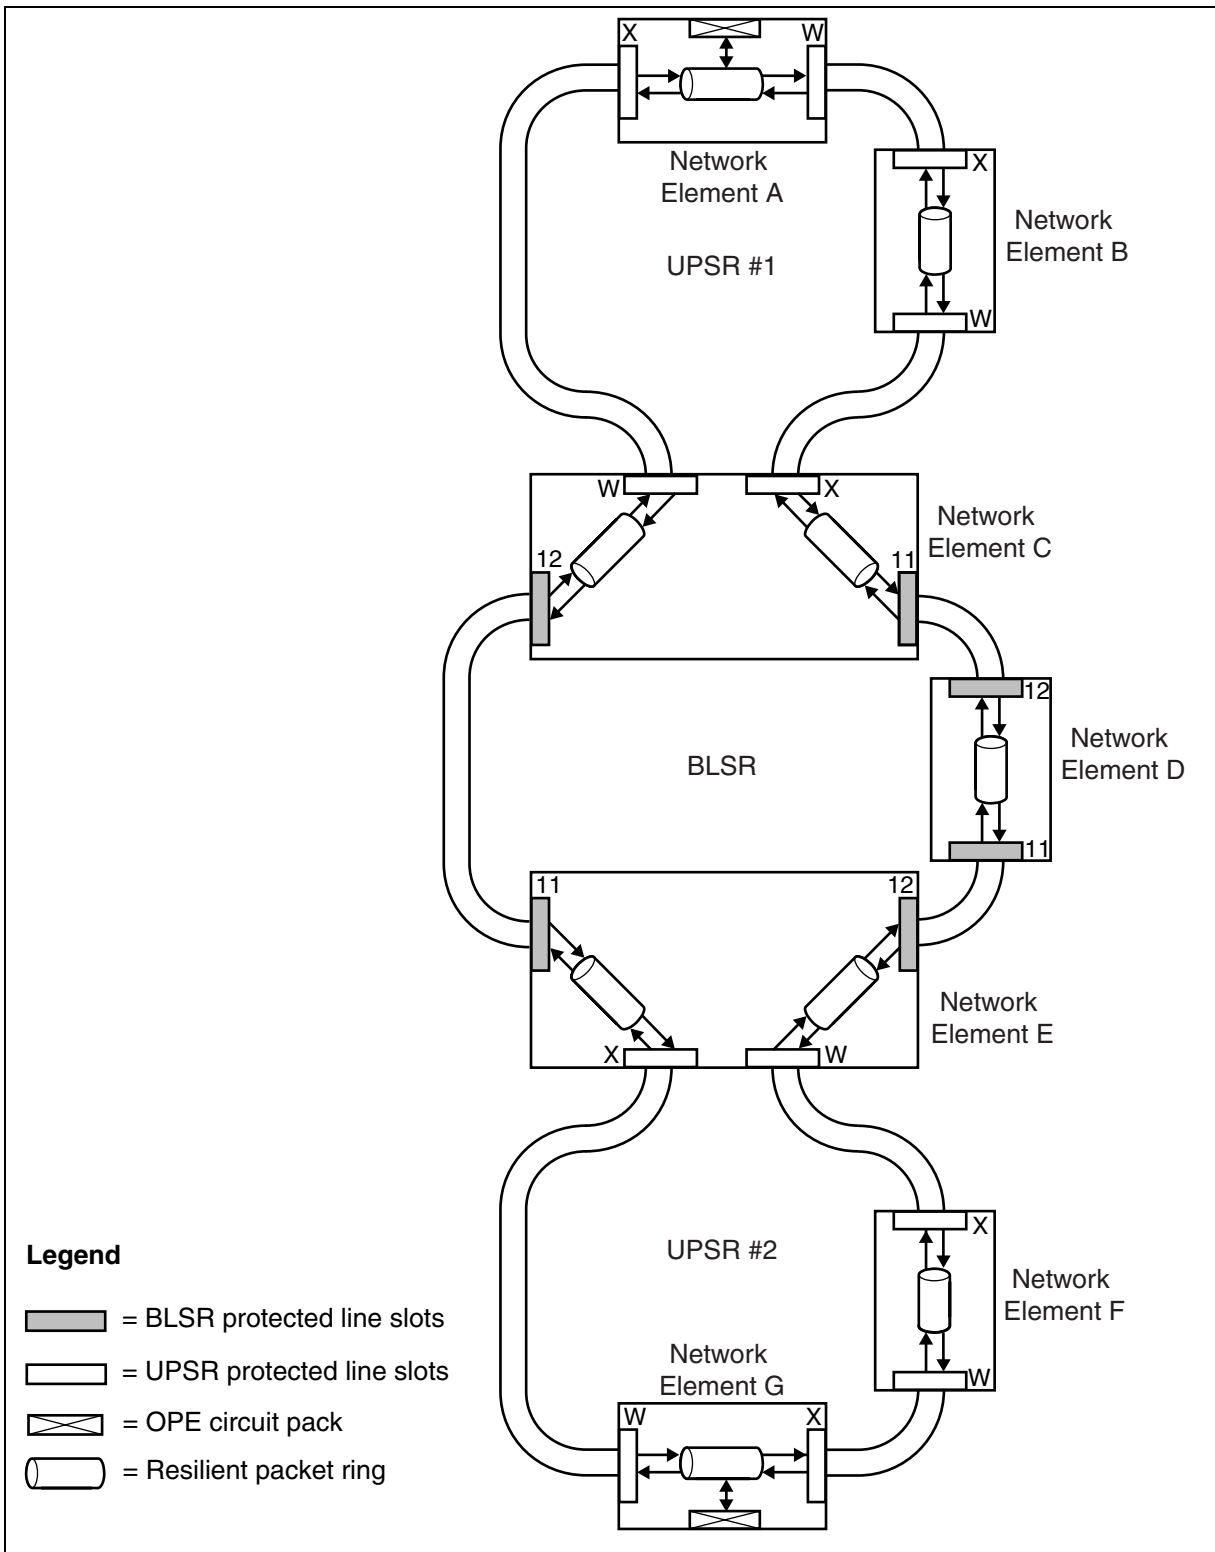 X
W
Network
Element A
X
Network
Element B
UPSR #1
W
W
X
Network
Element C
12
11
12
Network
Element D
BLSR
11
11
12
Network
Element E
X
W
X
UPSR #2
Legend
Network
Element F
= BLSR protected line slots
Network
Element G
= UPSR protected line slots
W
W
X
= OPE circuit pack
= Resilient packet ring